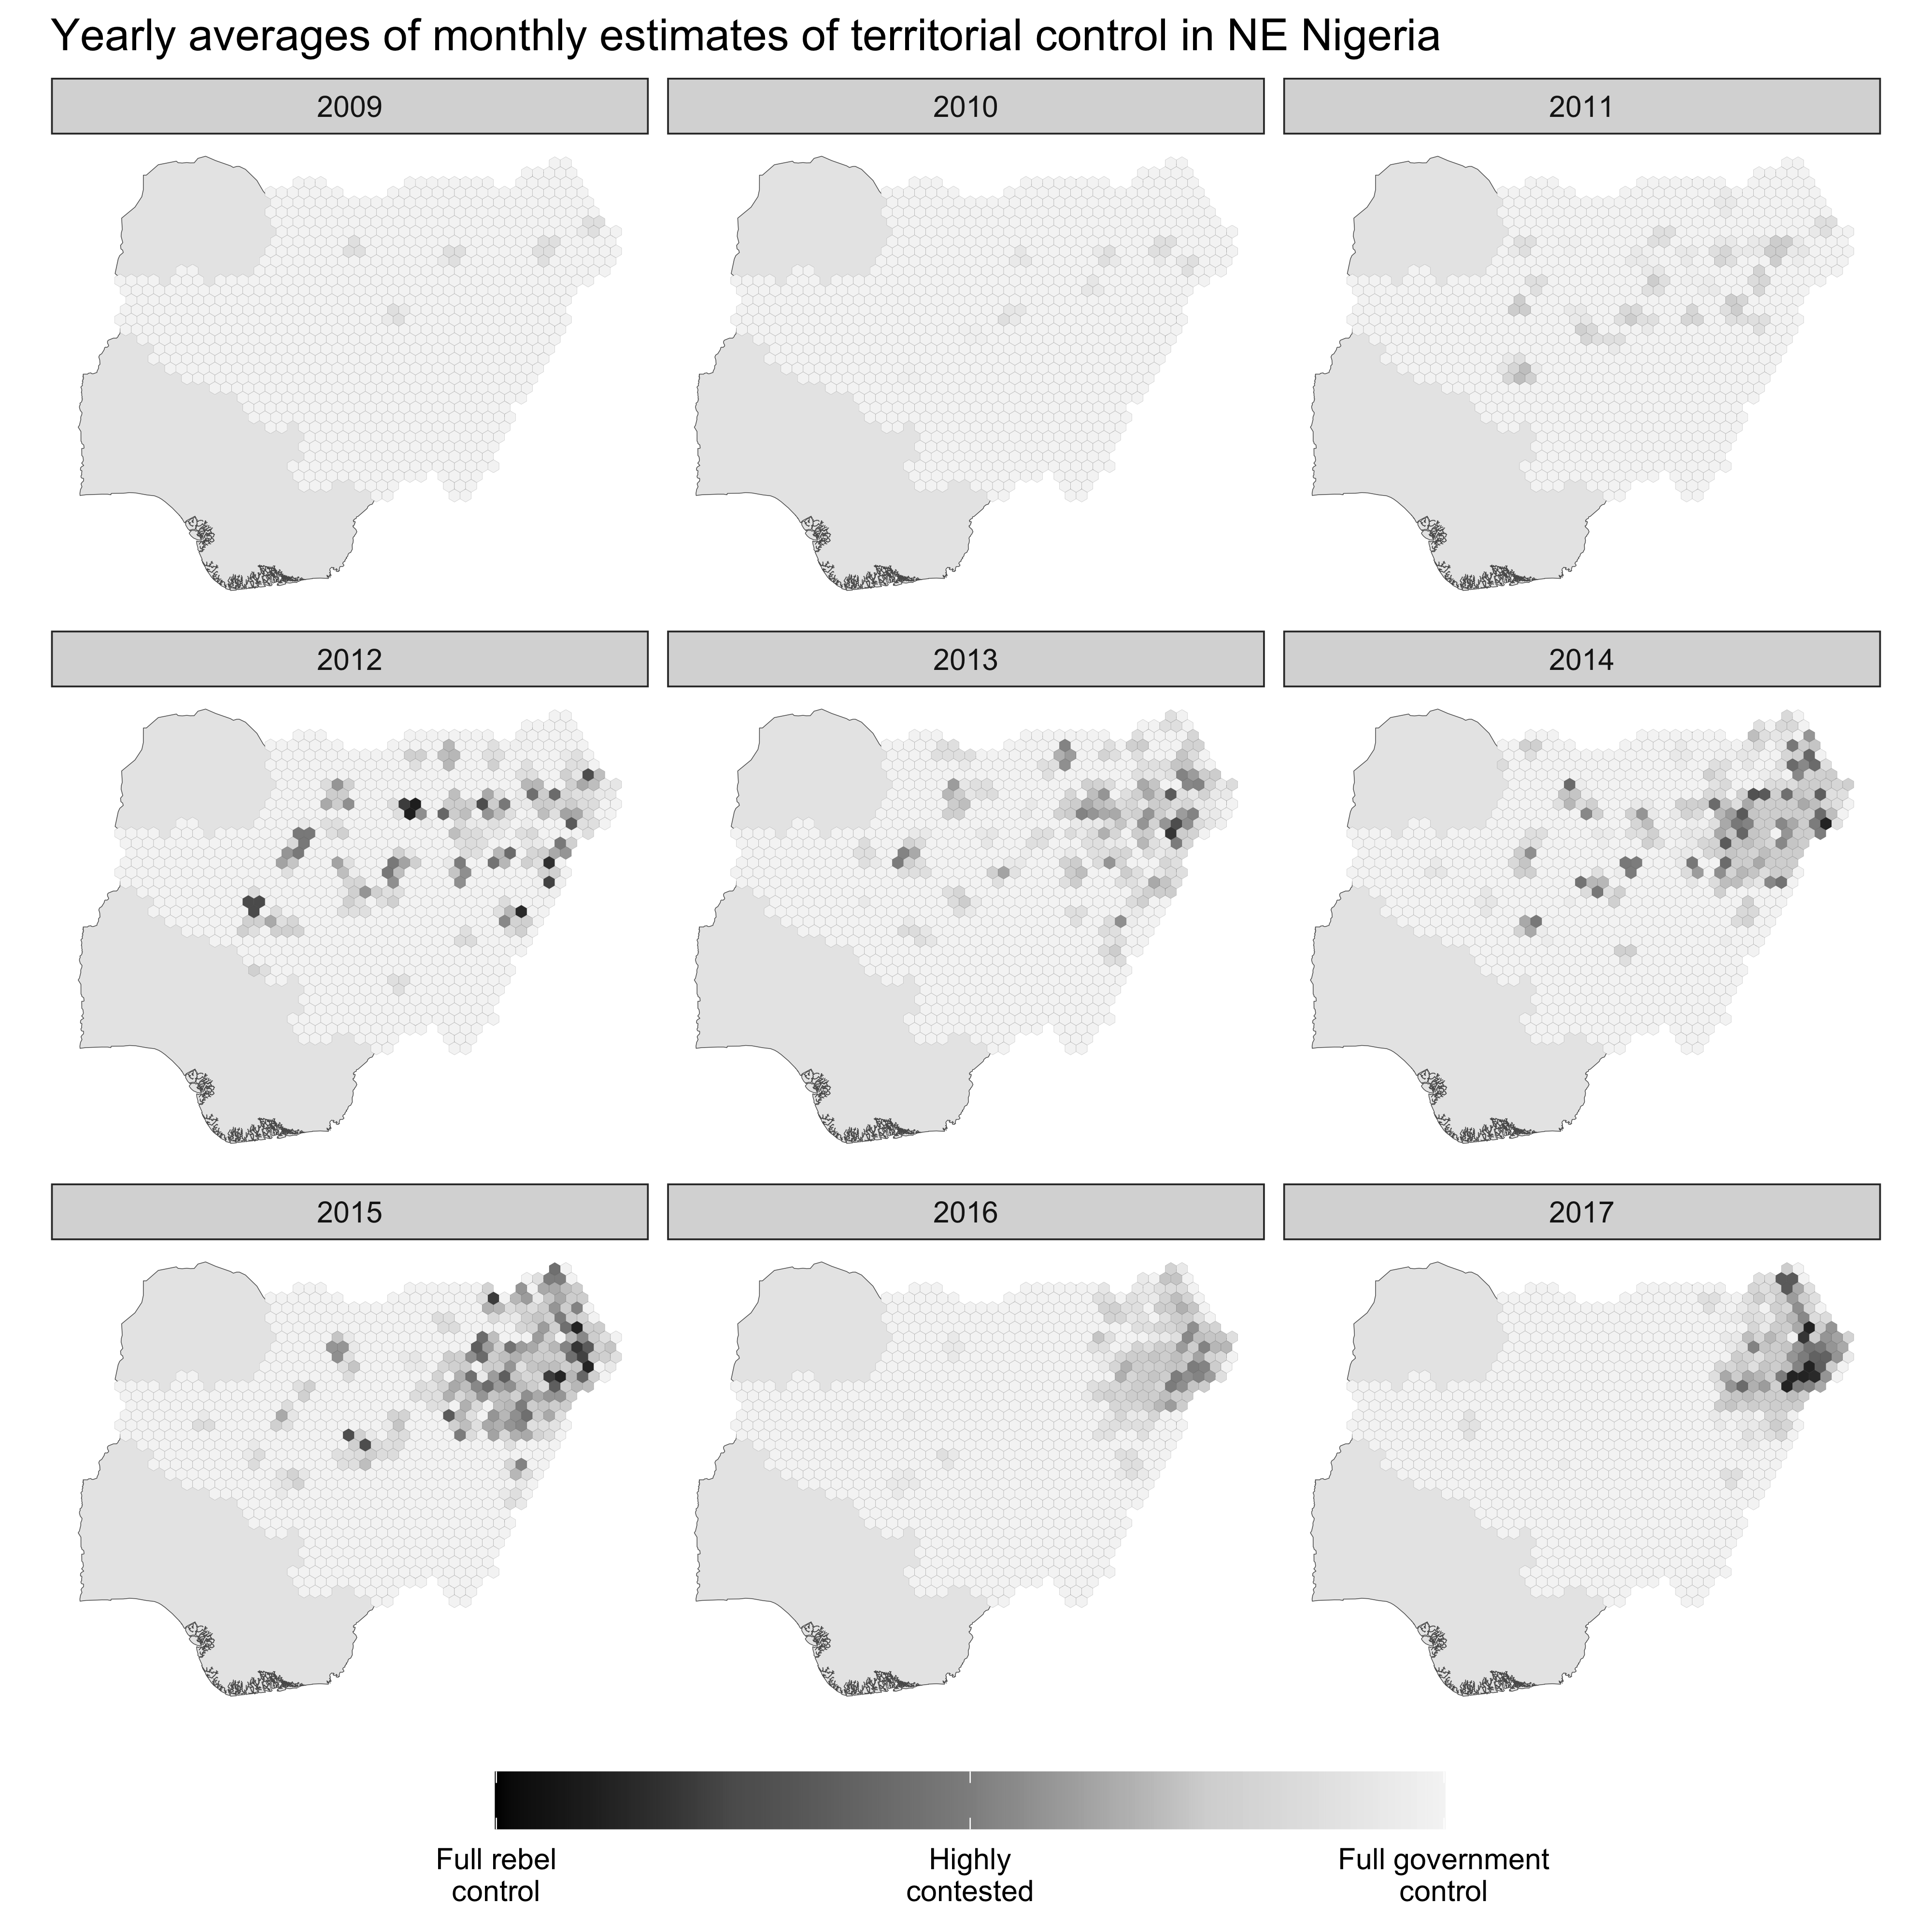 Yearly averages of monthly estimates of territorial control in NE Nigeria
2009
2010
2011
2012
2013
2014
2015
2016
2017
Full rebel
control
Highly
contested
Full government
control